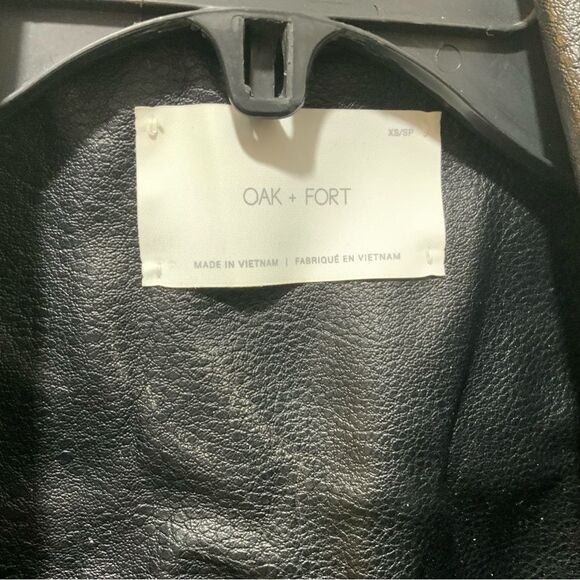 XS/SP
OAK + FORT
MADE IN VIETNAM | FABRIQUÉ EN VIETNAM